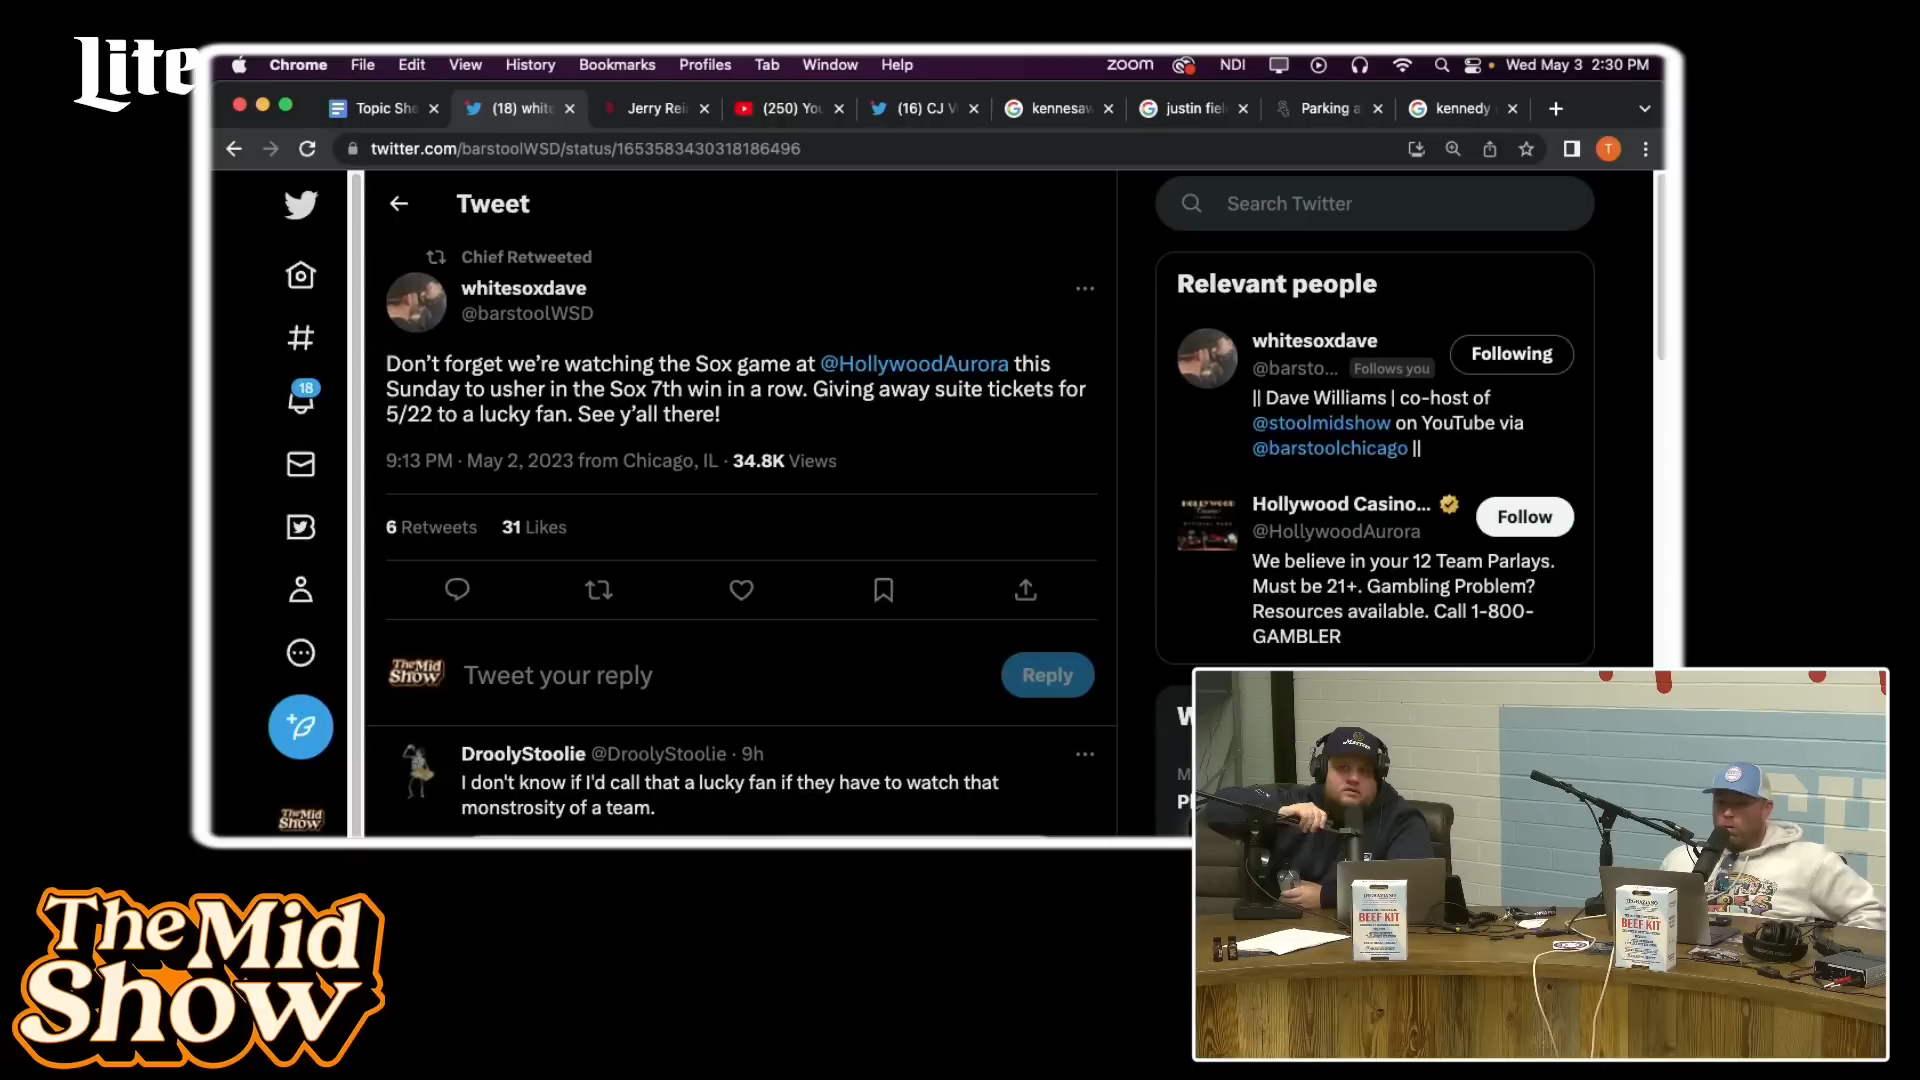 Lite
Chrome File Edit View History Bookmarks Profiles Tab Window Help
zoom NDI Wed May 3 2:30 PM
Topic She (18) white Jerry Rei (250) You (16) CJ V kennesaw justin fiel Parking a kennedy
twitter.com/barstoolWSD/status/1653583430318186496
T
Tweet
Search Twitter
Chief Retweeted
whitesoxdave
@barstoolWSD
Don’t forget we’re watching the Sox game at @HollywoodAurora this
Sunday to usher in the Sox 7th win in a row. Giving away suite tickets for
5/22 to a lucky fan. See y’all there!
9:13 PM · May 2, 2023 from Chicago, IL · 34.8K Views
6 Retweets 31 Likes
18
The Mid
Show
Tweet your reply
Reply
DroolyStoolie @DroolyStoolie · 9h
I don't know if I'd call that a lucky fan if they have to watch that
monstrosity of a team.
The Mid
Show
Relevant people
whitesoxdave
@barsto... Follows you
Following
|| Dave Williams | co-host of
@stoolmidshow on YouTube via
@barstoolchicago ||
Hollywood Casino...
@HollywoodAurora
Follow
We believe in your 12 Team Parlays.
Must be 21+. Gambling Problem?
Resources available. Call 1-800-
GAMBLER
The Mid
Show
BEEF KIT
BEEF KIT